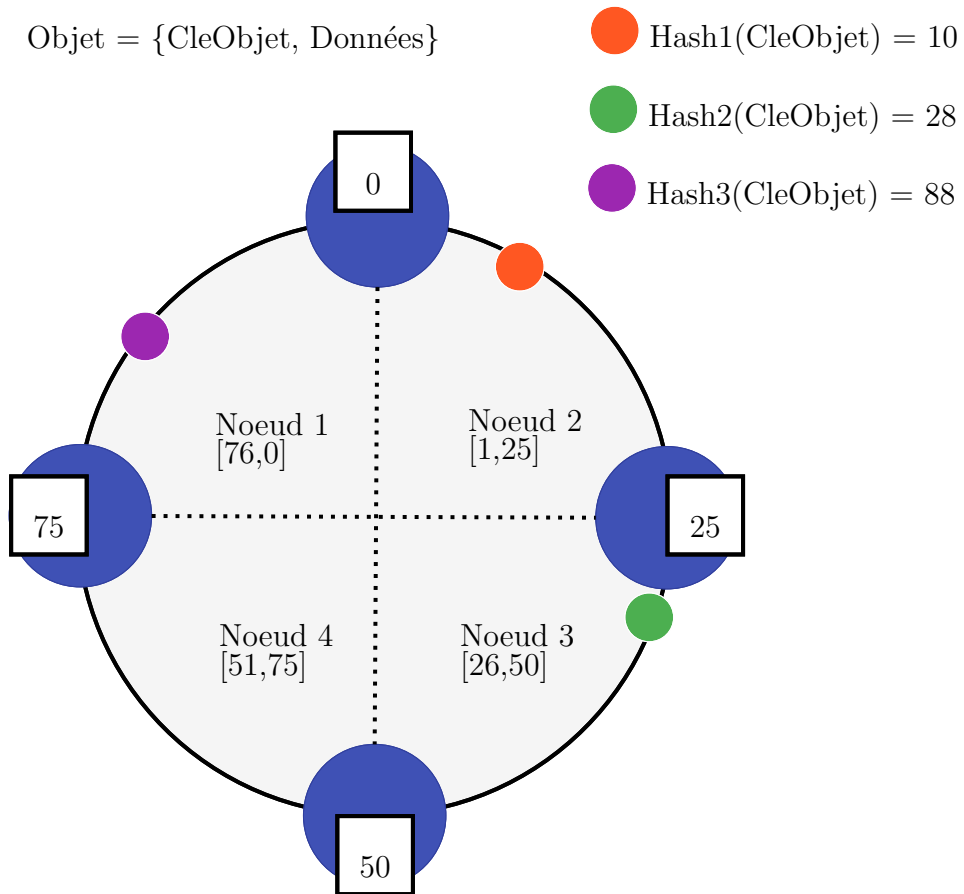 Objet = {CleObjet, Données}
Hash1(CleObjet) = 10
Hash2(CleObjet) = 28
Hash3(CleObjet) = 88
0
Noeud 1
[76,0]
Noeud 2
[1,25]
75
25
Noeud 4
[51,75]
Noeud 3
[26,50]
50